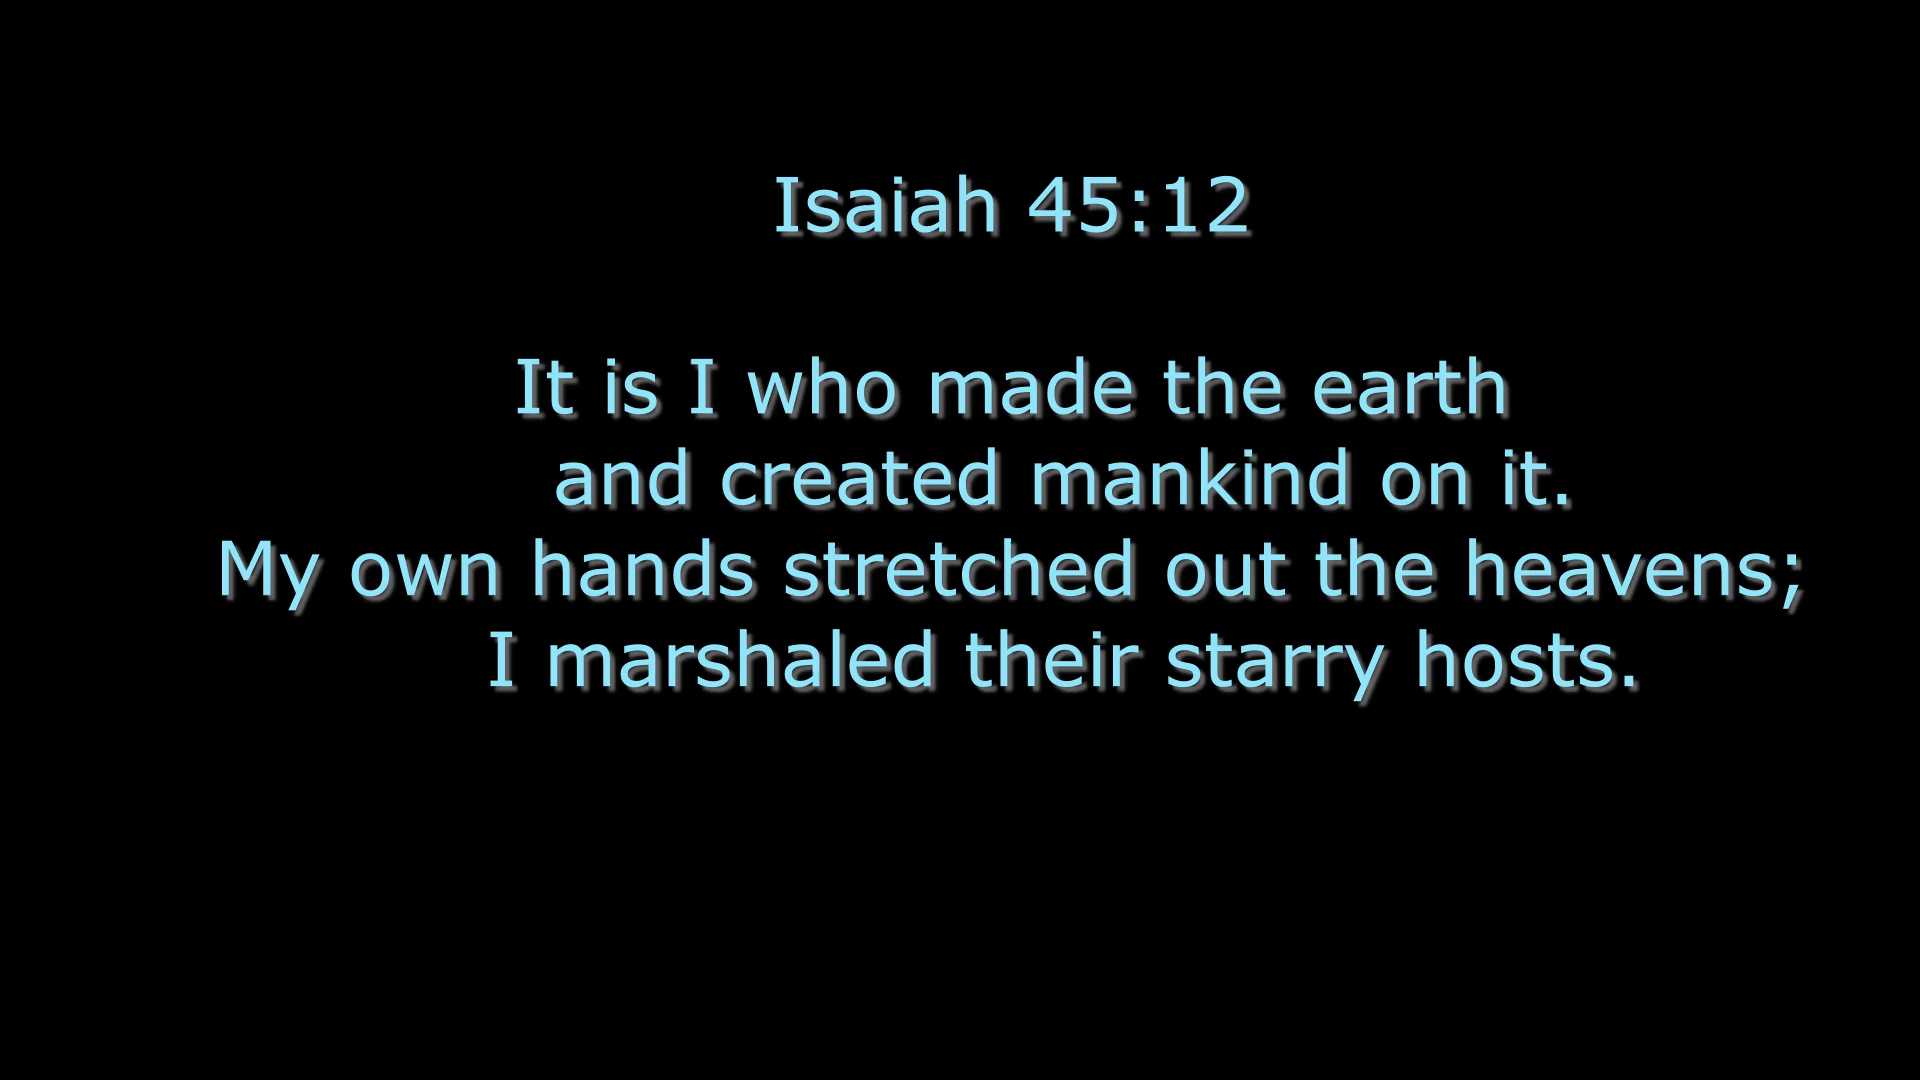 Isaiah 45:12
It is I who made the earth
and created mankind on it.
My own hands stretched out the heavens;
I marshaled their starry hosts.